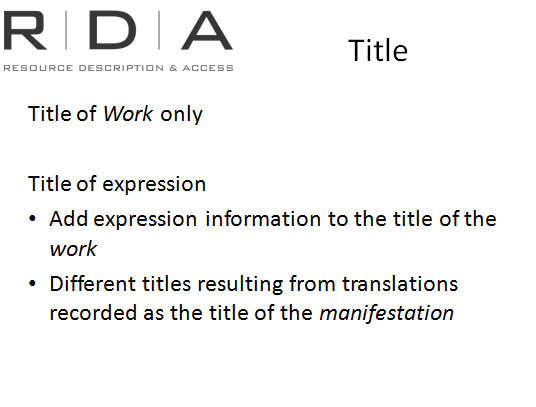 R | D | A
RESOURCE DESCRIPTION & ACCESS
Title
Title of Work only
Title of expression
• Add expression information to the title of the
work
• Different titles resulting from translations
recorded as the title of the manifestation